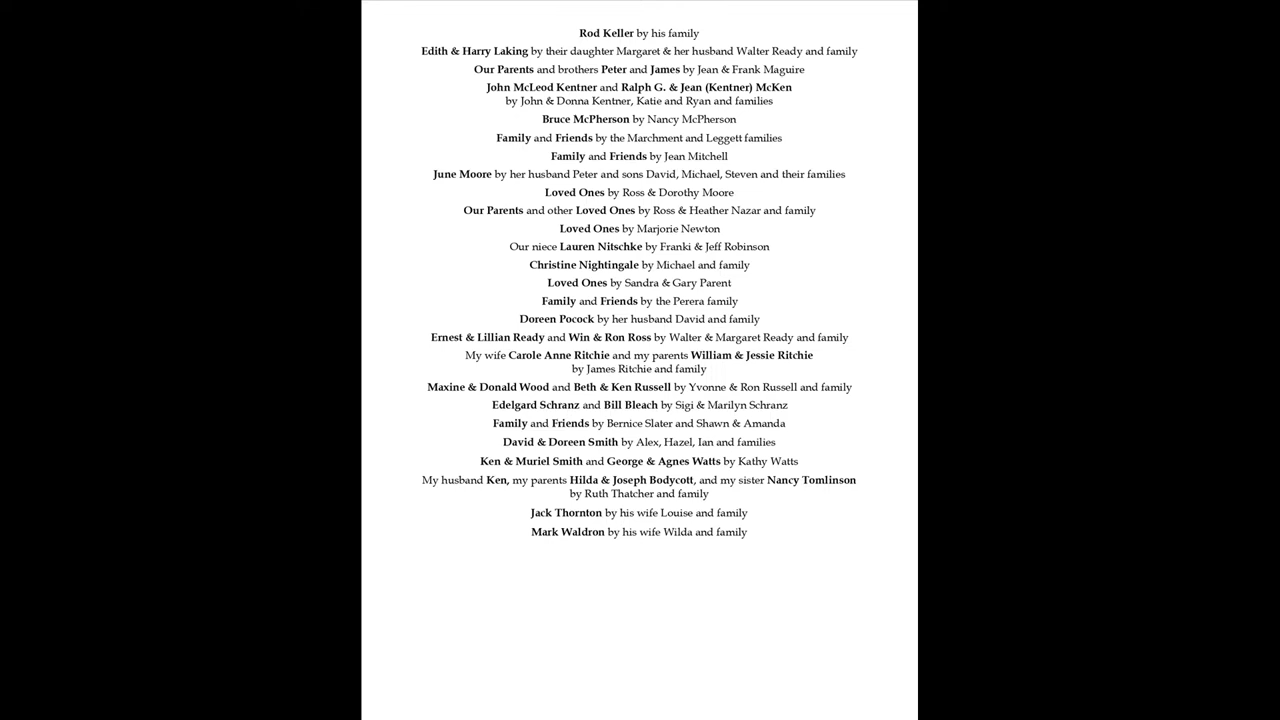 Rod Keller by his family
Edith & Harry Laking by their daughter Margaret & her husband Walter Ready and family
Our Parents and brothers Peter and James by Jean & Frank Maguire
John McLeod Kentner and Ralph G. & Jean (Kentner) McKen
by John & Donna Kentner, Katie and Ryan and families
Bruce McPherson by Nancy McPherson
Family and Friends by the Marchment and Leggett families
Family and Friends by Jean Mitchell
June Moore by her husband Peter and sons David, Michael, Steven and their families
Loved Ones by Ross & Dorothy Moore
Our Parents and other Loved Ones by Ross & Heather Nazar and family
Loved Ones by Marjorie Newton
Our niece Lauren Nitschke by Franki & Jeff Robinson
Christine Nightingale by Michael and family
Loved Ones by Sandra & Gary Parent
Family and Friends by the Perera family
Doreen Pocock by her husband David and family
Ernest & Lillian Ready and Win & Ron Ross by Walter & Margaret Ready and family
My wife Carole Anne Ritchie and my parents William & Jessie Ritchie
by James Ritchie and family
Maxine & Donald Wood and Beth & Ken Russell by Yvonne & Ron Russell and family
Edelgard Schranz and Bill Bleach by Sigi & Marilyn Schranz
Family and Friends by Bernice Slater and Shawn & Amanda
David & Doreen Smith by Alex, Hazel, Ian and families
Ken & Muriel Smith and George & Agnes Watts by Kathy Watts
My husband Ken, my parents Hilda & Joseph Bodycott, and my sister Nancy Tomlinson
by Ruth Thatcher and family
Jack Thornton by his wife Louise and family
Mark Waldron by his wife Wilda and family